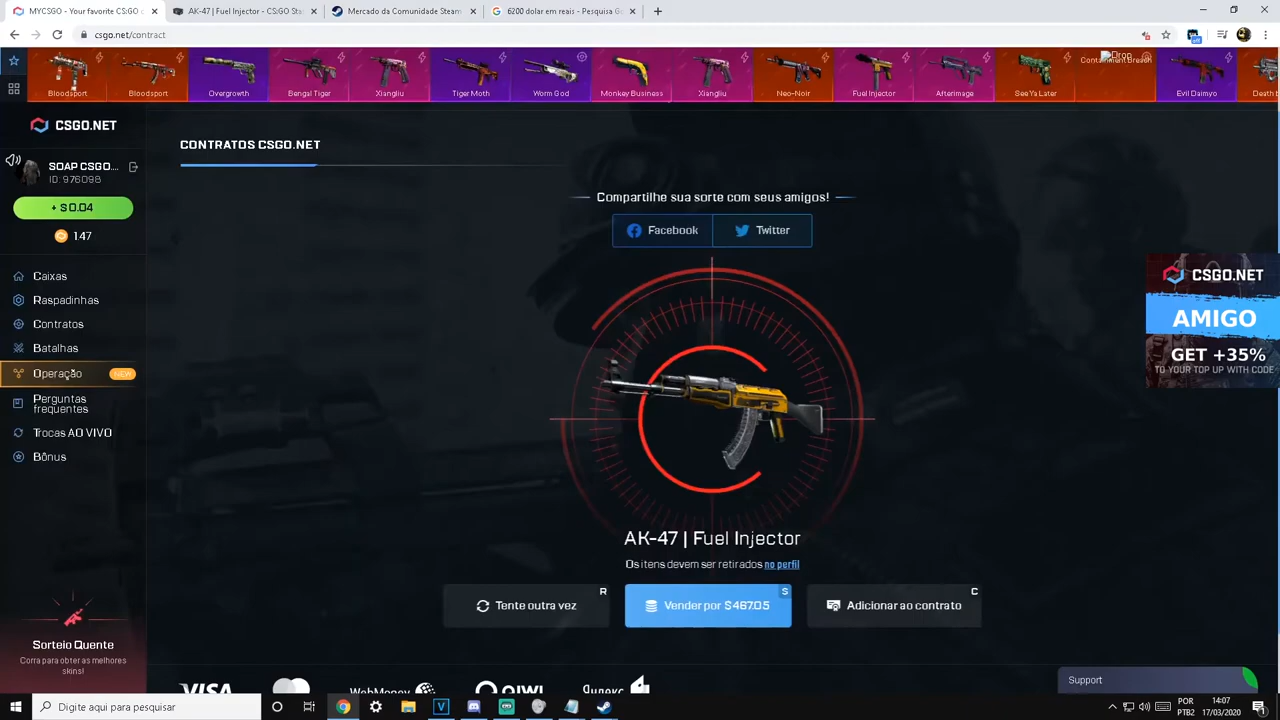 MYCSGO - Your favorite CS:GO c
AK-47 | Fuel Injector - CS:GO Sta
Mercado da Comunidade Steam
6200 dolar em reais - Pesquisa G
csgo.net/contract
off
Bloodsport
Bloodsport
Overgrowth
Bengal Tiger
Xiangliu
Tiger Moth
Worm God
Monkey Business
Xiangliu
Neo-Noir
Fuel Injector
Afterimage
See Ya Later
Drop
Containment Breach
Evil Daimyo
Death
CSGO.NET
CONTRATOS CSGO.NET
SOAP CSGO....
ID: 976098
+ $ 0.04
1.47
Compartilhe sua sorte com seus amigos!
Facebook
Twitter
Caixas
Raspadinhas
Contratos
Batalhas
Operação
NEW
Perguntas
frequentes
Trocas AO VIVO
Bônus
CSGO.NET
AMIGO
GET +35%
TO YOUR TOP UP WITH CODE
AK-47 | Fuel Injector
Os itens devem ser retirados no perfil
Tente outra vez
R
Vender por $467.05
S
Adicionar ao contrato
C
Sorteio Quente
Corra para obter as melhores
skins!
VISA
WebMoney
QIWI
Яндекс
Support
Digite aqui para pesquisar
POR
PTB2
14:07
17/03/2020